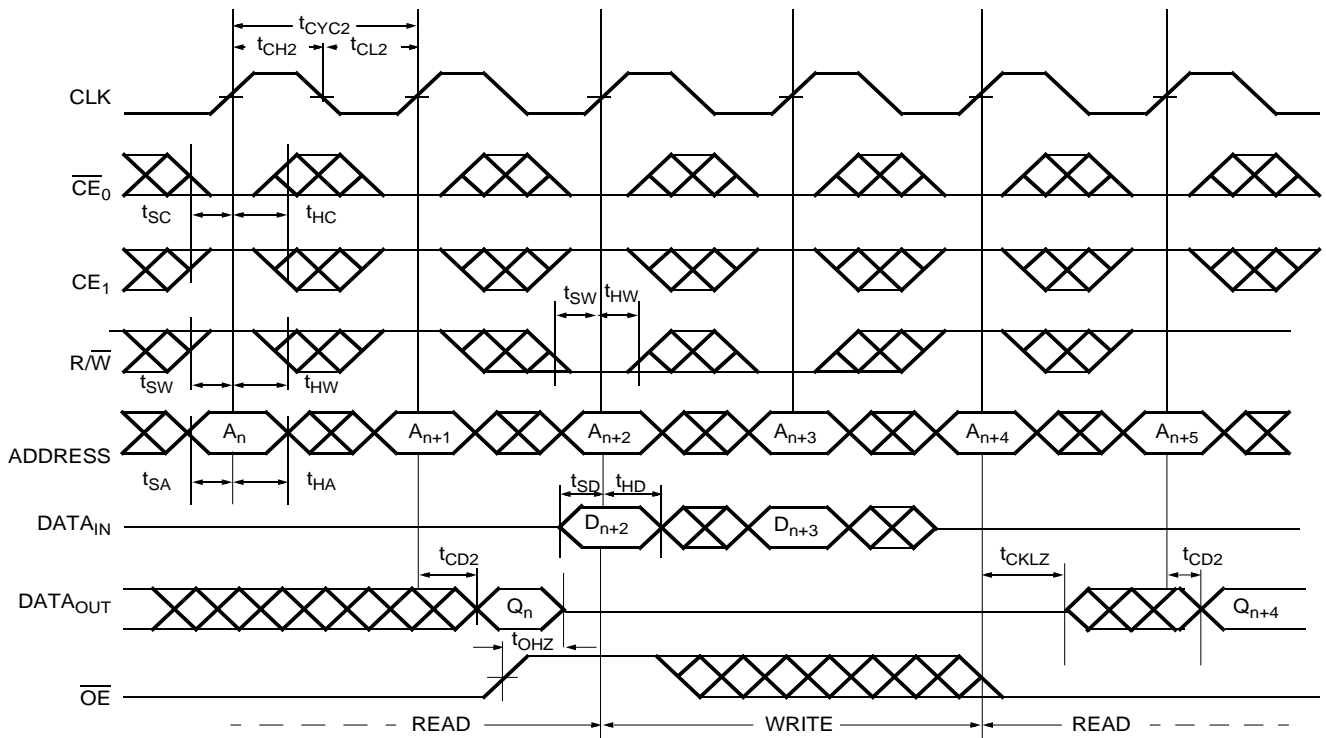 tCYC2
tCH2 tCL2
CLK
CE0
tSC tHC
CE1
tSW tHW
R/W
tSW tHW
An An+1 An+2 An+3 An+4 An+5
ADDRESS
tSA tHA tSD tHD
DATAIN Dn+2 Dn+3
tCD2 tCKLZ tCD2
DATAOUT Qn Qn+4
tOHZ
OE
READ WRITE READ